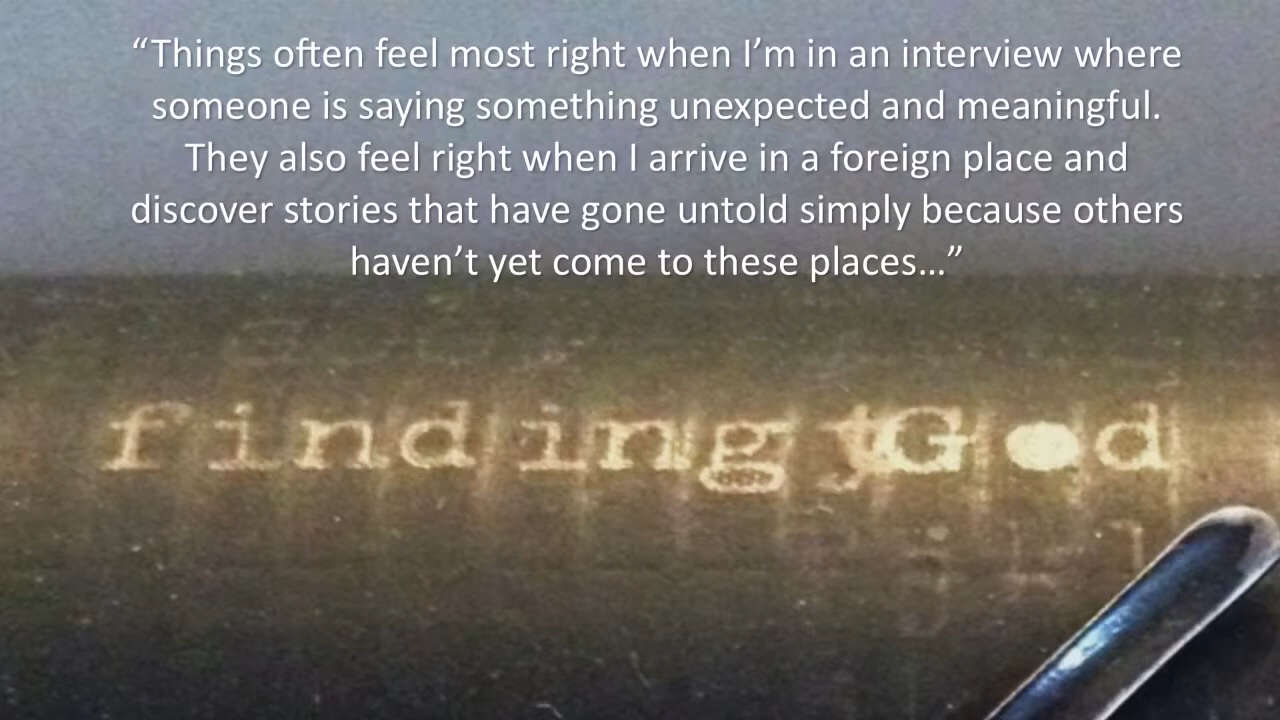 “Things often feel most right when I’m in an interview where
someone is saying something unexpected and meaningful.
They also feel right when I arrive in a foreign place and
discover stories that have gone untold simply because others
haven’t yet come to these places…”
finding God